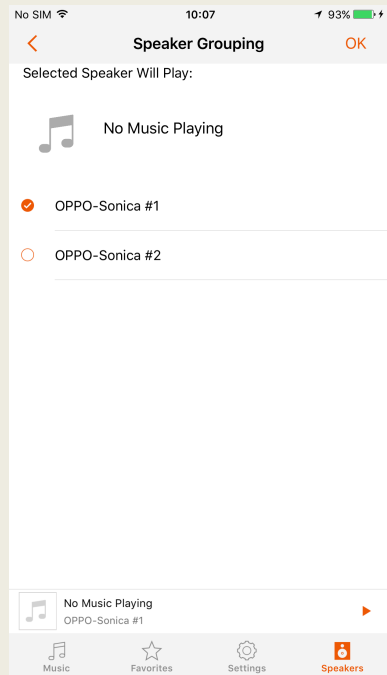 No SIM 10:07 93%
Speaker Grouping OK
Selected Speaker Will Play:
No Music Playing
OPPO-Sonica #1
OPPO-Sonica #2
No Music Playing
OPPO-Sonica #1
Music Favorites Settings Speakers